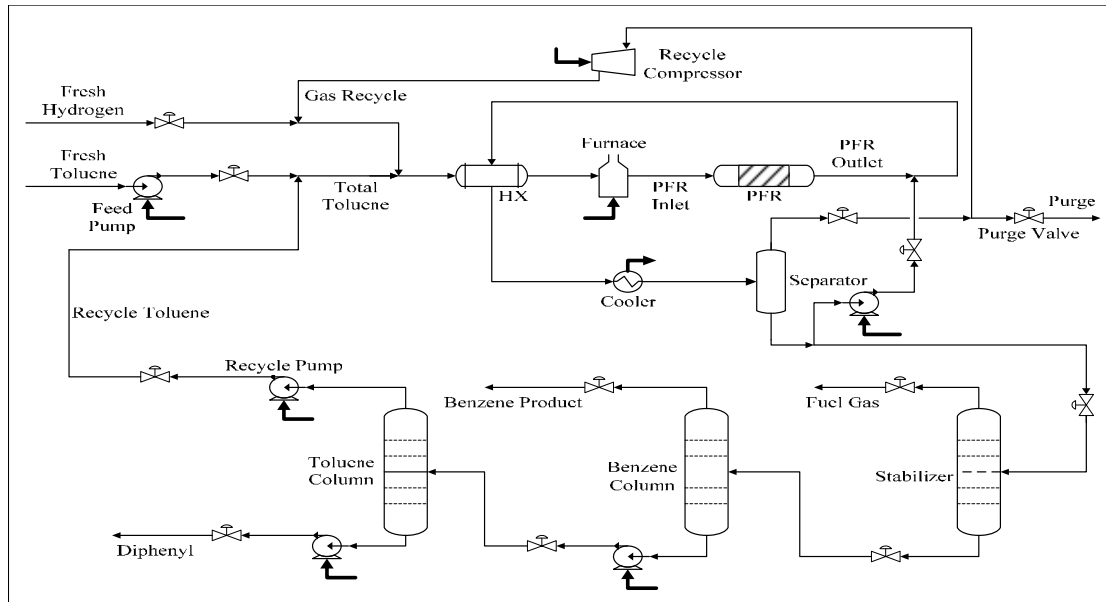 Recycle
Compressor
Fresh
Hydrogen
Gas Recycle
Fresh
Toluene
Feed
Pump
Total
Toluene
HX
Furnace
PFR
Inlet
PFR
PFR
Outlet
Purge
Purge Valve
Cooler
Separator
Recycle Toluene
Recycle Pump
Benzene Product
Fuel Gas
Toluene
Column
Benzene
Column
Stabilizer
Diphenyl